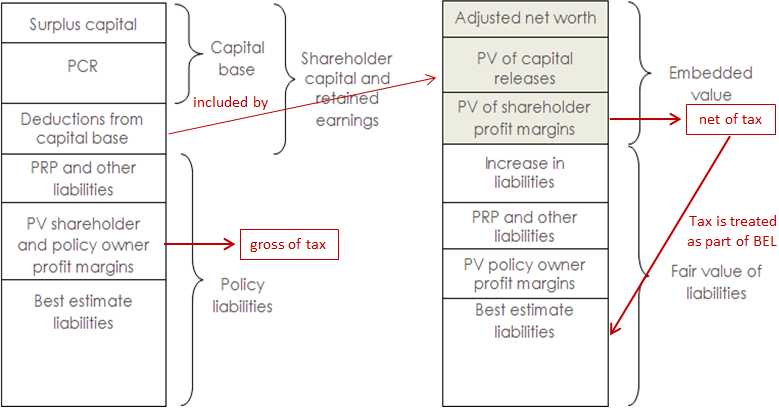 Surplus capital
PCR
Deductions from
capital base
PRP and other
liabilities
PV shareholder
and policy owner
profit margins
Best estimate
liabilities
Capital
base
included by
Shareholder
capital and
retained
earnings
gross of tax
Policy
liabilities
Adjusted net worth
PV of capital
releases
PV of shareholder
profit margins
Increase in
liabilities
PRP and other
liabilities
PV policy owner
profit margins
Best estimate
liabilities
Embedded
value
net of tax
Tax is treated
as part of BEL
Fair value of
liabilities